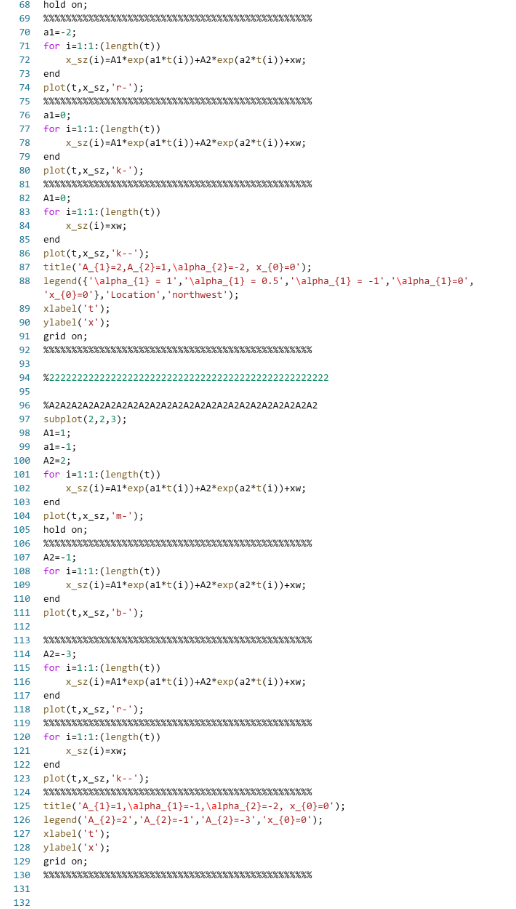 68 hold on;
69 %%%%%%%%%%%%%%%%%%%%%%%%%%%%%%%%%%%%%%%%%%%%%%%%
70 a1=-2;
71 for i=1:1:(length(t))
72 x_sz(i)=A1*exp(a1*t(i))+A2*exp(a2*t(i))+xw;
73 end
74 plot(t,x_sz,'r-');
75 %%%%%%%%%%%%%%%%%%%%%%%%%%%%%%%%%%%%%%%%%%%%%%%%
76 a1=0;
77 for i=1:1:(length(t))
78 x_sz(i)=A1*exp(a1*t(i))+A2*exp(a2*t(i))+xw;
79 end
80 plot(t,x_sz,'k-');
81 %%%%%%%%%%%%%%%%%%%%%%%%%%%%%%%%%%%%%%%%%%%%%%%%
82 A1=0;
83 for i=1:1:(length(t))
84 x_sz(i)=xw;
85 end
86 plot(t,x_sz,'k--');
87 title('A_{1}=2,A_{2}=1,\alpha_{2}=-2, x_{0}=0');
88 legend({'\alpha_{1} = 1','\alpha_{1} = 0.5','\alpha_{1} = -1','\alpha_{1}=0',
'x_{0}=0'},'Location','northwest');
89 xlabel('t');
90 ylabel('x');
91 grid on;
92 %%%%%%%%%%%%%%%%%%%%%%%%%%%%%%%%%%%%%%%%%%%%%%%%
93
94 %22222222222222222222222222222222222222222222222222
95
96 %A2A2A2A2A2A2A2A2A2A2A2A2A2A2A2A2A2A2A2A2A2A2A2A2
97 subplot(2,2,3);
98 A1=1;
99 a1=-1;
100 A2=2;
101 for i=1:1:(length(t))
102 x_sz(i)=A1*exp(a1*t(i))+A2*exp(a2*t(i))+xw;
103 end
104 plot(t,x_sz,'m-');
105 hold on;
106 %%%%%%%%%%%%%%%%%%%%%%%%%%%%%%%%%%%%%%%%%%%%%%%%
107 A2=-1;
108 for i=1:1:(length(t))
109 x_sz(i)=A1*exp(a1*t(i))+A2*exp(a2*t(i))+xw;
110 end
111 plot(t,x_sz,'b-');
112
113 %%%%%%%%%%%%%%%%%%%%%%%%%%%%%%%%%%%%%%%%%%%%%%%%
114 A2=-3;
115 for i=1:1:(length(t))
116 x_sz(i)=A1*exp(a1*t(i))+A2*exp(a2*t(i))+xw;
117 end
118 plot(t,x_sz,'r-');
119 %%%%%%%%%%%%%%%%%%%%%%%%%%%%%%%%%%%%%%%%%%%%%%%%
120 for i=1:1:(length(t))
121 x_sz(i)=xw;
122 end
123 plot(t,x_sz,'k--');
124 %%%%%%%%%%%%%%%%%%%%%%%%%%%%%%%%%%%%%%%%%%%%%%%%
125 title('A_{1}=1,\alpha_{1}=-1,\alpha_{2}=-2, x_{0}=0');
126 legend('A_{2}=2','A_{2}=-1','A_{2}=-3','x_{0}=0');
127 xlabel('t');
128 ylabel('x');
129 grid on;
130 %%%%%%%%%%%%%%%%%%%%%%%%%%%%%%%%%%%%%%%%%%%%%%%%
131
132